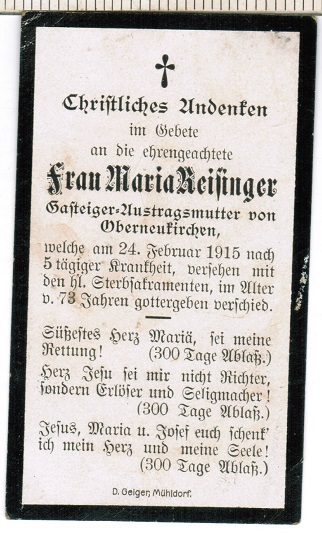 Christliches Andenken
im Gebete
an die ehrengeachtete
Frau Maria Reisinger
Gasteiger-Austragsmutter von
Oberneukirchen,
welche am 24. Februar 1915 nach
5 tägiger Krankheit, versehen mit
den hl. Sterbsakramenten, im Alter
v. 73 Jahren gottergeben verschied.
Süßestes Herz Mariä, sei meine
Rettung! (300 Tage Ablaß.)
Herz Jesu sei mir nicht Richter,
sondern Erlöser und Seligmacher!
(300 Tage Ablaß.)
Jesus, Maria u. Josef euch schenk'
ich mein Herz und meine Seele!
(300 Tage Ablaß.)
D. Geiger, Mühldorf.